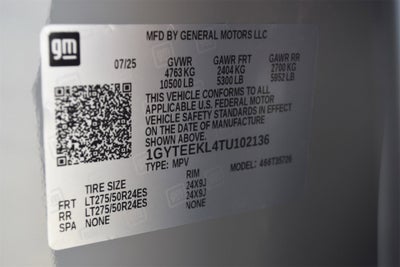 gm
MFD BY GENERAL MOTORS LLC
07/25 GVWR GAWR FRT GAWR RR
4763 KG 2404 KG 2700 KG
10500 LB 5300 LB 5952 LB
THIS VEHICLE CONFORMS TO ALL
APPLICABLE U.S. FEDERAL MOTOR
VEHICLE SAFETY STANDARDS IN EFFECT
ON THE DATE OF MANUFACTURE SHOWN ABOVE.
1GYTEEKL4TU102136
TYPE: MPV
TIRE SIZE RIM
FRT LT275/50R24ES 24X9J
RR LT275/50R24ES 24X9J
SPA NONE NONE